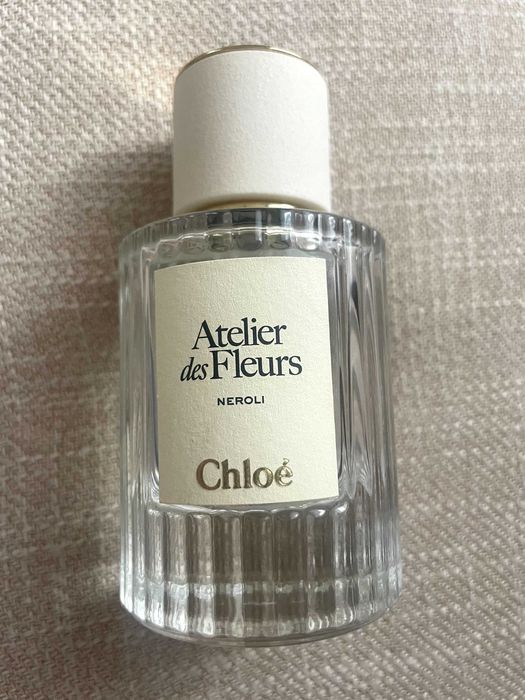 Atelier
des Fleurs
NEROLI
Chloé